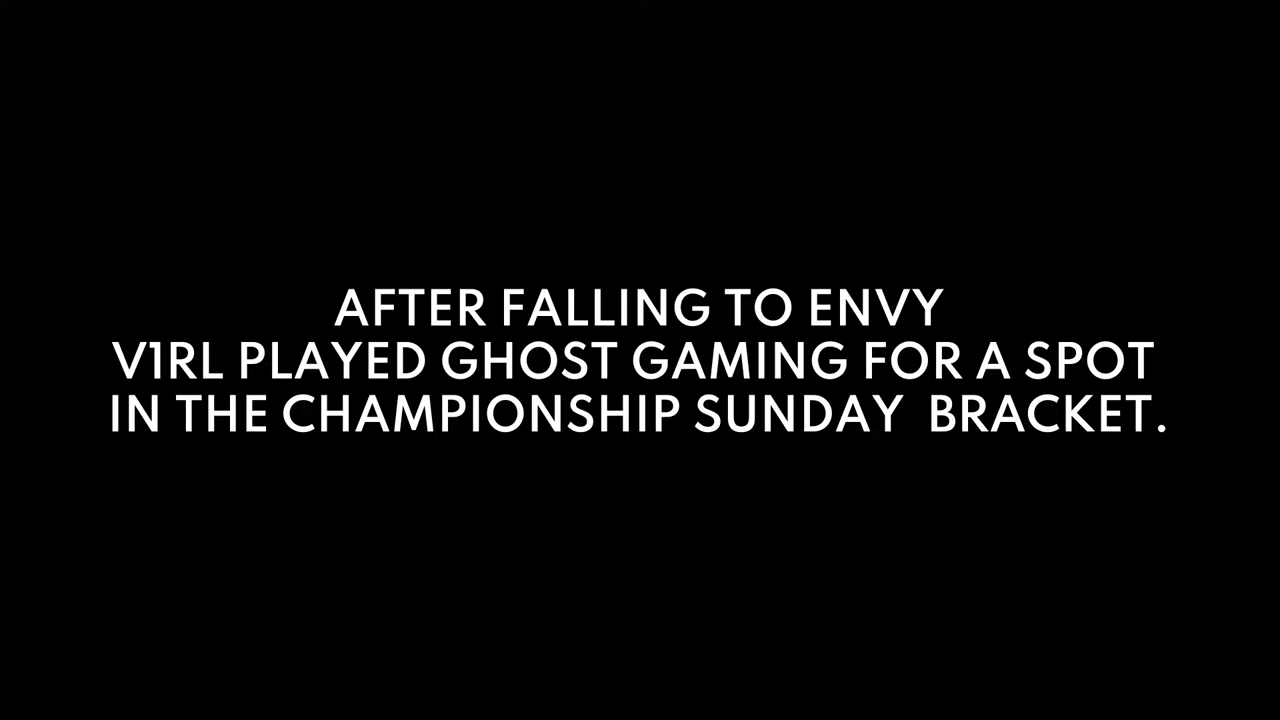 AFTER FALLING TO ENVY
V1RL PLAYED GHOST GAMING FOR A SPOT
IN THE CHAMPIONSHIP SUNDAY  BRACKET.